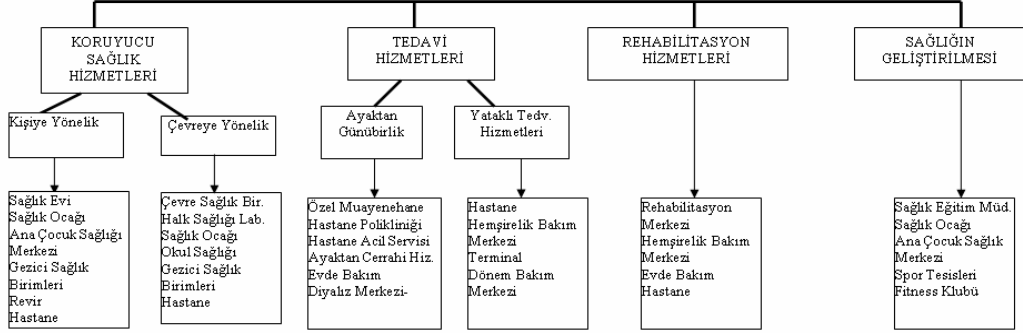 KORUYUCU
SAĞLIK
HİZMETLERİ
TEDAVİ
HİZMETLERİ
REHABİLİTASYON
HİZMETLERİ
SAĞLIĞIN
GELİŞTİRİLMESİ
Kişiye Yönelik
Çevreye Yönelik
Ayaktan
Günübirlik
Yataklı Tedv.
Hizmetleri
Sağlık Evi
Sağlık Ocağı
Ana Çocuk Sağlığı
Merkezi
Gezici Sağlık
Birimleri
Revir
Hastane
Çevre Sağlık Bir.
Halk Sağlığı Lab.
Sağlık Ocağı
Okul Sağlığı
Gezici Sağlık
Birimleri
Hastane
Özel Muayenehane
Hastane Polikliniği
Hastane Acil Servisi
Ayaktan Cerrahi Hiz.
Evde Bakım
Diyalız Merkezi-
Hastane
Hemşirelik Bakım
Merkezi
Terminal
Dönem Bakım
Merkezi
Rehabilitasyon
Merkezi
Hemşirelik Bakım
Merkezi
Evde Bakım
Hastane
Sağlık Eğitim Müd.
Sağlık Ocağı
Ana Çocuk Sağlık
Merkezi
Spor Tesisleri
Fitness Klubü